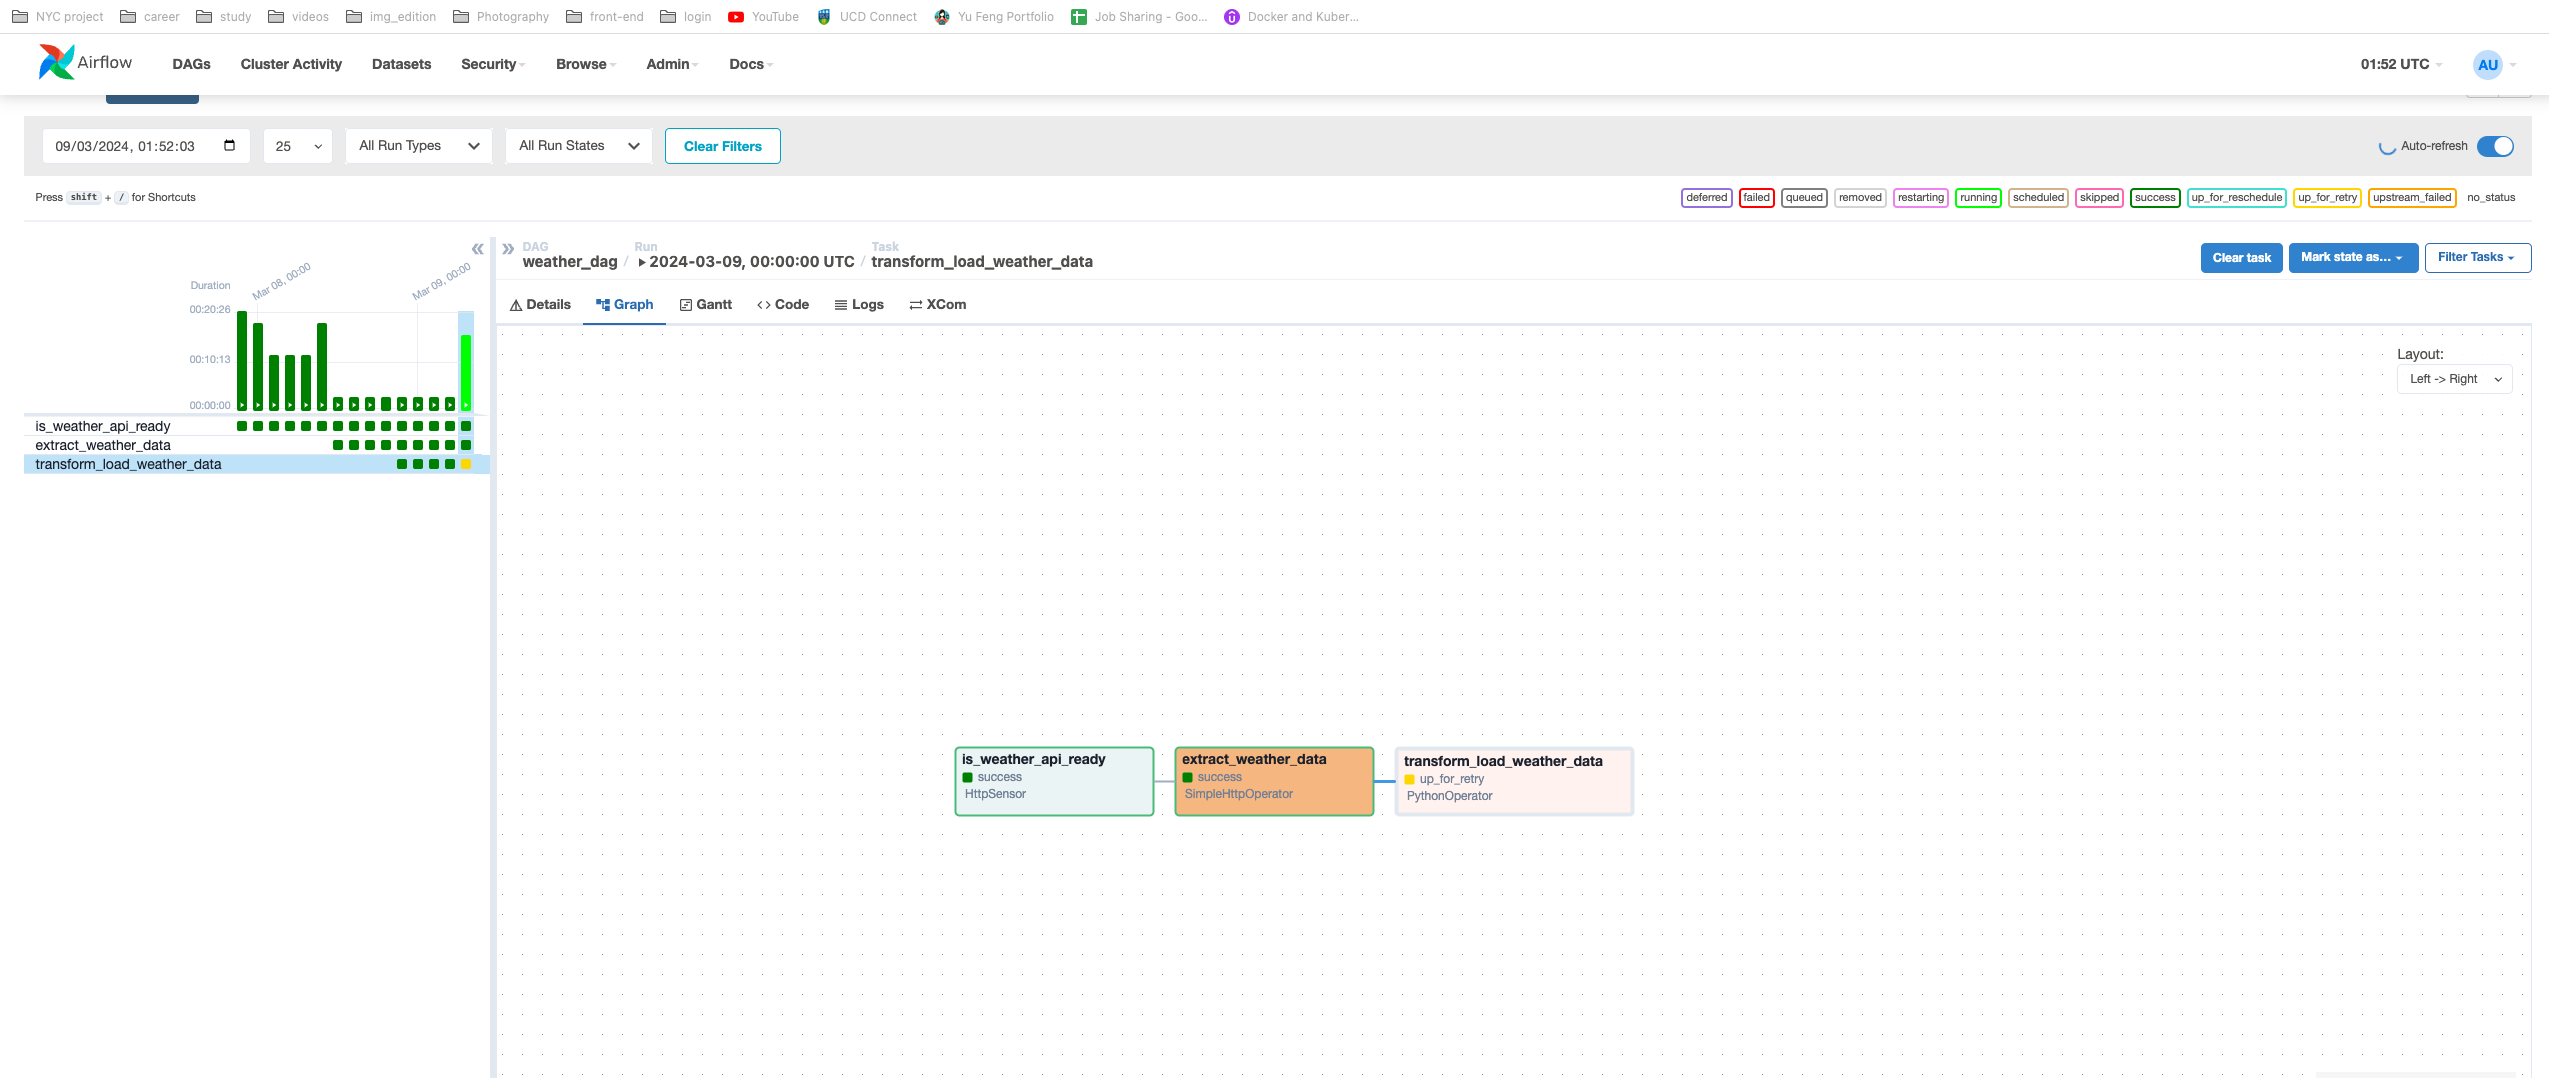 NYC project career study videos img_edition Photography front-end login YouTube UCD Connect Yu Feng Portfolio Job Sharing - Goo... Docker and Kuber...
Airflow DAGs Cluster Activity Datasets Security Browse Admin Docs 01:52 UTC AU
09/03/2024, 01:52:03 25 All Run Types All Run States Clear Filters Auto-refresh
Press shift + / for Shortcuts deferred failed queued removed restarting running scheduled skipped success up_for_reschedule up_for_retry upstream_failed no_status
DAG Run Task
weather_dag / 2024-03-09, 00:00:00 UTC / transform_load_weather_data Clear task Mark state as... Filter Tasks
Duration Mar 08, 00:00 Mar 09, 00:00
Details Graph Gantt Code Logs XCom
00:20:26
00:10:13
00:00:00
Layout:
Left -> Right
is_weather_api_ready
extract_weather_data
transform_load_weather_data
is_weather_api_ready
success
HttpSensor
extract_weather_data
success
SimpleHttpOperator
transform_load_weather_data
up_for_retry
PythonOperator